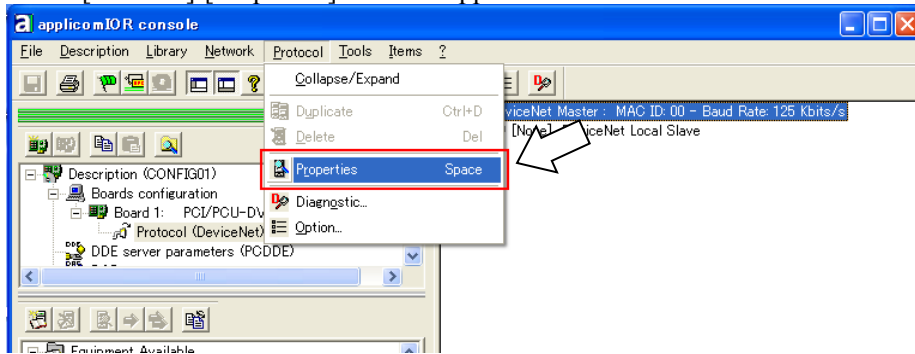 applicomIOR console
File Description Library Network Protocol Tools Items ?
Collapse/Expand
Duplicate Ctrl+D
Delete Del
Properties Space
Diagnostic...
Option...
viceNet Master : MAC ID: 00 - Baud Rate: 125 Kbits/s
[None] viceNet Local Slave
Description (CONFIG01)
Boards configuration
Board 1: PCI/PCU-DV
Protocol (DeviceNet)
DDE server parameters (PCDDE)
Equipment Available